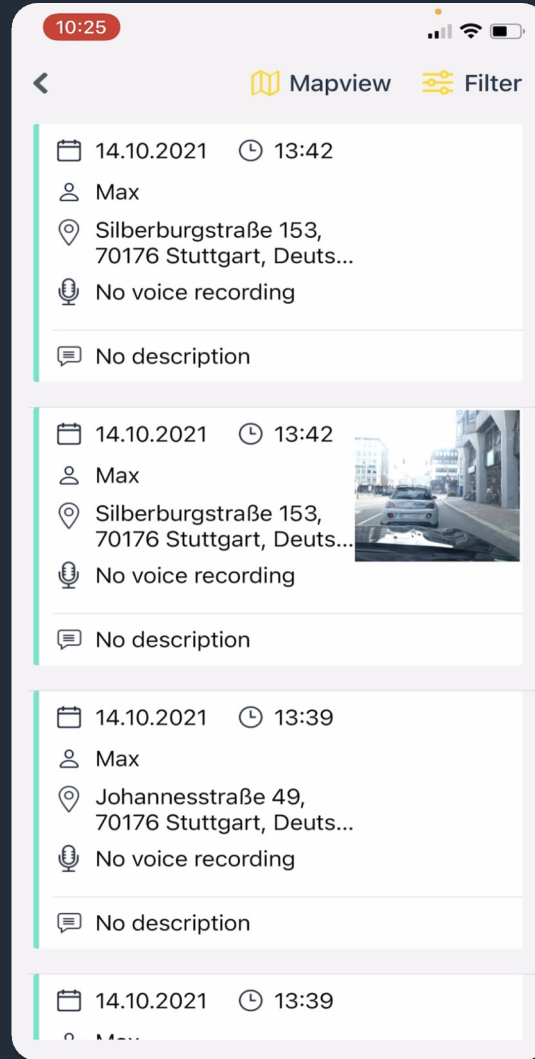 10:25
Mapview Filter
14.10.2021 13:42
Max
Silberburgstraße 153,
70176 Stuttgart, Deuts...
No voice recording
No description
14.10.2021 13:42
Max
Silberburgstraße 153,
70176 Stuttgart, Deuts...
No voice recording
No description
14.10.2021 13:39
Max
Johannesstraße 49,
70176 Stuttgart, Deuts...
No voice recording
No description
14.10.2021 13:39
Max